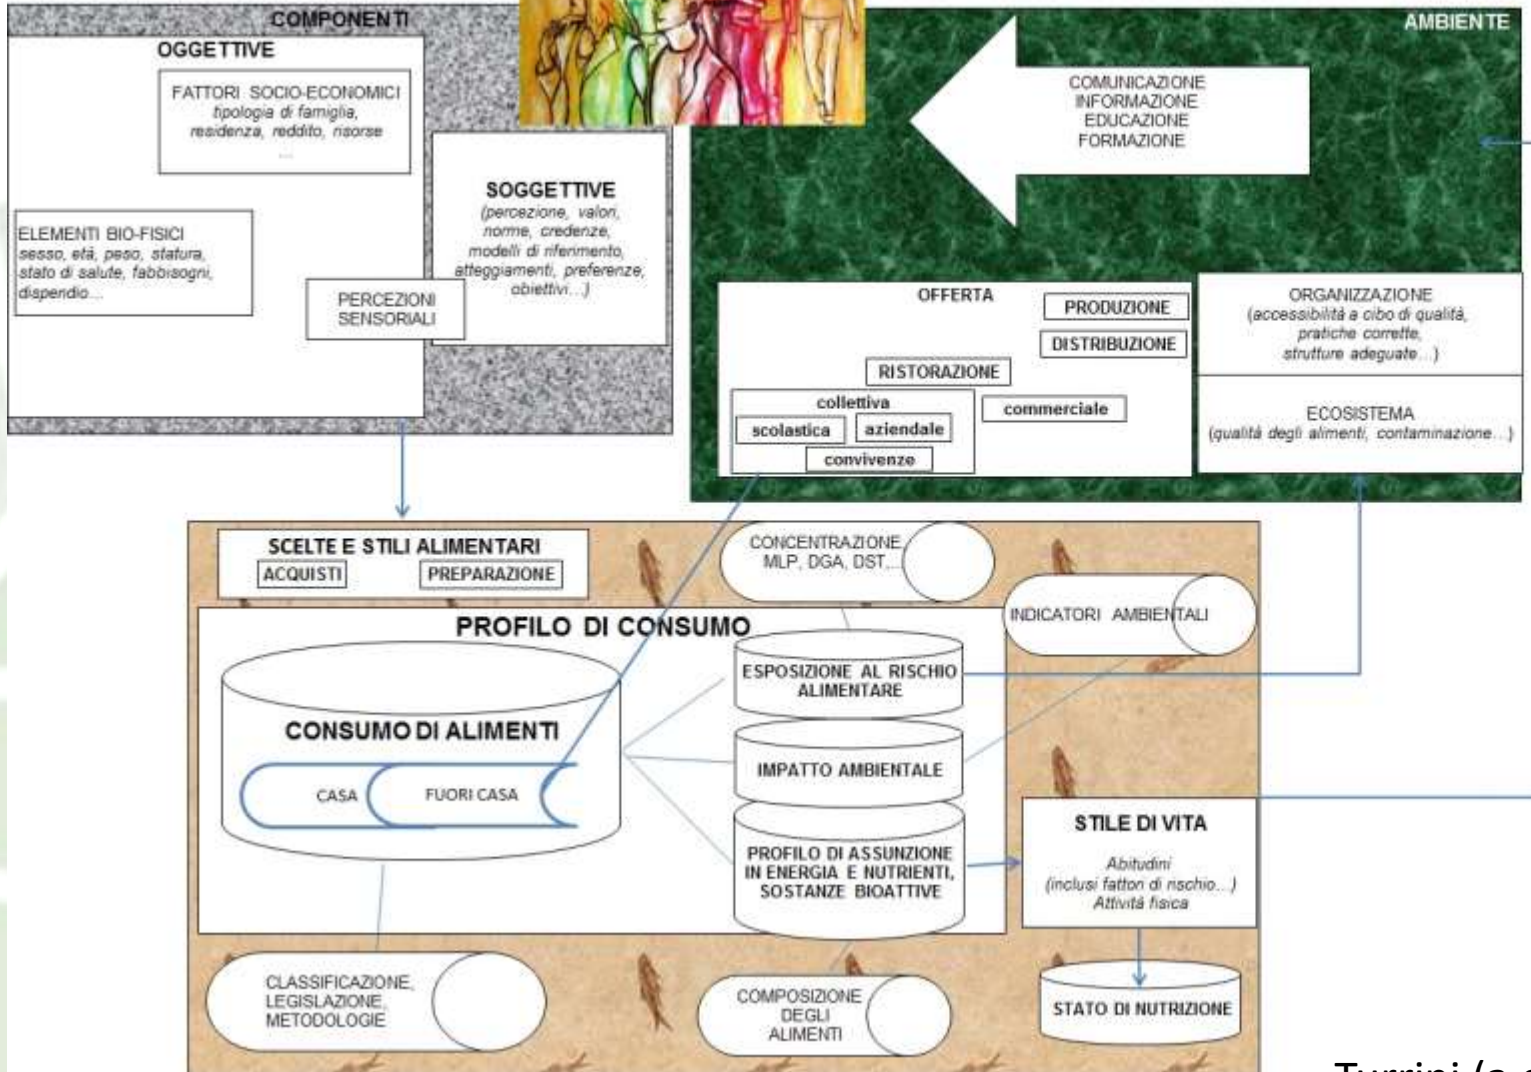 COMPONENTI
OGGETTIVE
FATTORI SOCIO-ECONOMICI
tipologia di famiglia,
residenza, reddito, risorse
...
ELEMENTI BIO-FISICI
sesso, età, peso, statura,
stato di salute, fabbisogni,
dispendio...
PERCEZIONI
SENSORIALI
SOGGETTIVE
(percezione, valori,
norme, credenze,
modelli di riferimento,
atteggiamenti, preferenze,
obiettivi...)
AMBIENTE
COMUNICAZIONE
INFORMAZIONE
EDUCAZIONE
FORMAZIONE
OFFERTA
PRODUZIONE
DISTRIBUZIONE
RISTORAZIONE
collettiva
commerciale
scolastica
aziendale
convivenze
ORGANIZZAZIONE
(accessibilità a cibo di qualità,
pratiche corrette,
strutture adeguate...)
ECOSISTEMA
(qualità degli alimenti, contaminazione...)
SCELTE E STILI ALIMENTARI
ACQUISTI
PREPARAZIONE
CONCENTRAZIONE,
MLP, DGA, DST,...
INDICATORI AMBIENTALI
PROFILO DI CONSUMO
CONSUMO DI ALIMENTI
CASA
FUORI CASA
ESPOSIZIONE AL RISCHIO
ALIMENTARE
IMPATTO AMBIENTALE
PROFILO DI ASSUNZIONE
IN ENERGIA E NUTRIENTI,
SOSTANZE BIOATTIVE
STILE DI VITA
Abitudini
(inclusi fattori di rischio...)
Attività fisica
STATO DI NUTRIZIONE
CLASSIFICAZIONE,
LEGISLAZIONE,
METODOLOGIE
COMPOSIZIONE
DEGLI
ALIMENTI